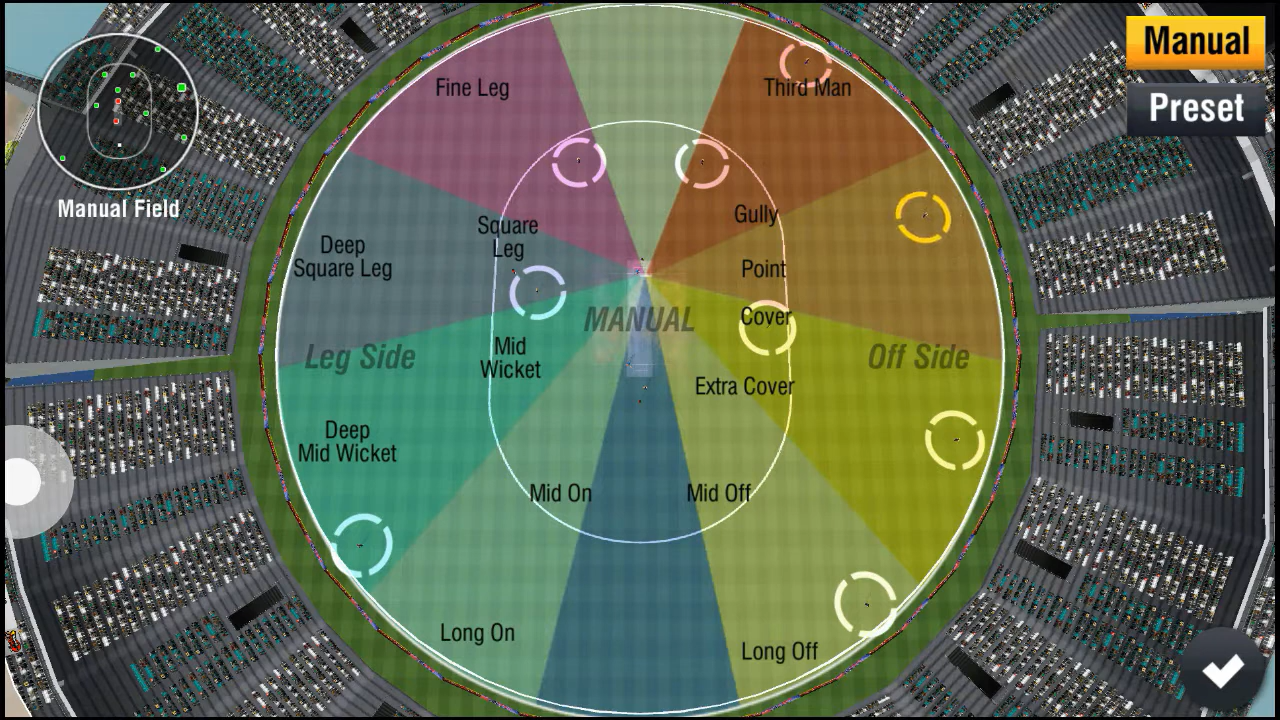 Manual
Preset
Manual Field
Fine Leg
Third Man
Square
Leg
Gully
Deep
Square Leg
Point
MANUAL
Cover
Leg Side
Mid
Wicket
Off Side
Extra Cover
Deep
Mid Wicket
Mid On
Mid Off
Long On
Long Off